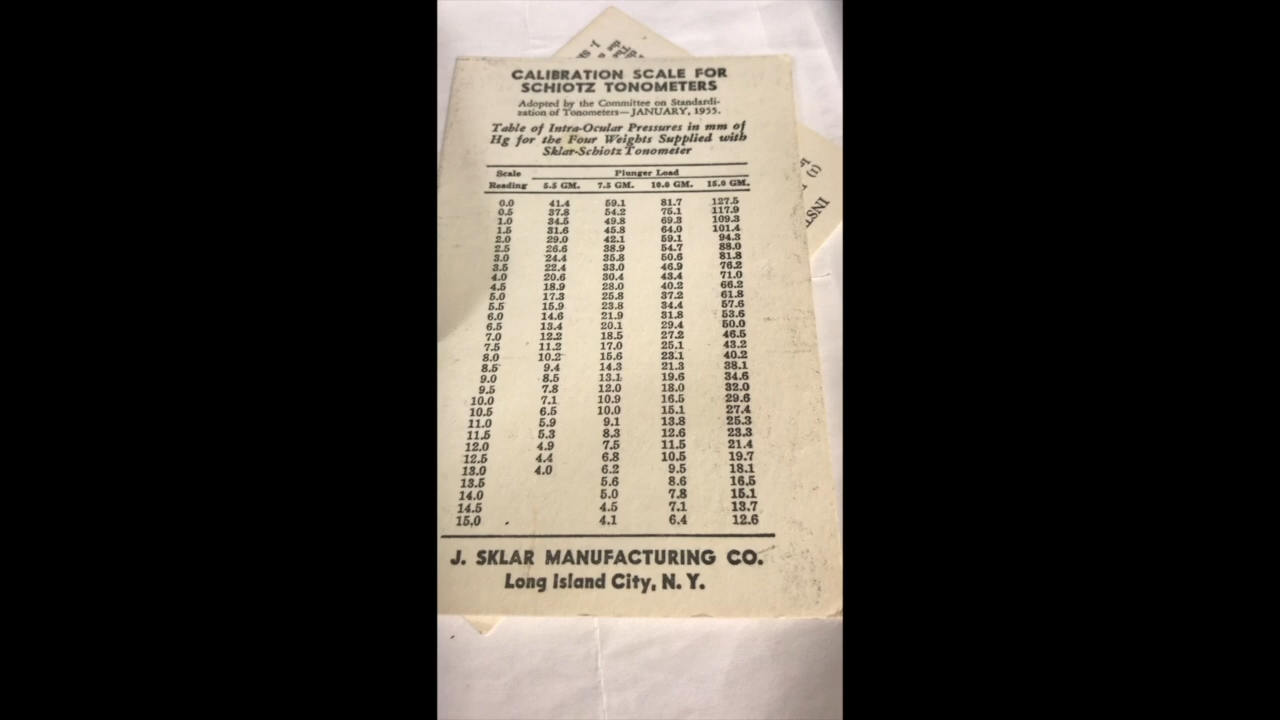 CALIBRATION SCALE FOR
SCHIOTZ TONOMETERS
Adopted by the Committee on Standardi-
zation of Tonometers—JANUARY, 1955.
Table of Intra-Ocular Pressures in mm of
Hg for the Four Weights Supplied with
Sklar-Schiotz Tonometer
Scale Plunger Load
Reading 5.5 GM. 7.5 GM. 10.0 GM. 15.0 GM.
0.0 41.4 59.1 81.7 127.5
0.5 37.8 54.2 75.1 117.9
1.0 34.5 49.8 69.3 109.3
1.5 31.6 45.8 64.0 101.4
2.0 29.0 42.1 59.1 94.3
2.5 26.6 38.9 54.7 88.0
3.0 24.4 35.8 50.6 81.8
3.5 22.4 33.0 46.9 76.2
4.0 20.6 30.4 43.4 71.0
4.5 18.9 28.0 40.2 66.2
5.0 17.3 25.8 37.2 61.8
5.5 15.9 23.8 34.4 57.6
6.0 14.6 21.9 31.8 53.6
6.5 13.4 20.1 29.4 50.0
7.0 12.2 18.5 27.2 46.5
7.5 11.2 17.0 25.1 43.2
8.0 10.2 15.6 23.1 40.2
8.5 9.4 14.3 21.3 38.1
9.0 8.5 13.1 19.6 34.6
9.5 7.8 12.0 18.0 32.0
10.0 7.1 10.9 16.5 29.6
10.5 6.5 10.0 15.1 27.4
11.0 5.9 9.1 13.8 25.3
11.5 5.3 8.3 12.6 23.3
12.0 4.9 7.5 11.5 21.4
12.5 4.4 6.8 10.5 19.7
13.0 4.0 6.2 9.5 18.1
13.5 5.6 8.6 16.5
14.0 5.0 7.8 15.1
14.5 4.5 7.1 13.7
15.0 4.1 6.4 12.6
J. SKLAR MANUFACTURING CO.
Long Island City, N. Y.
(1)
INST